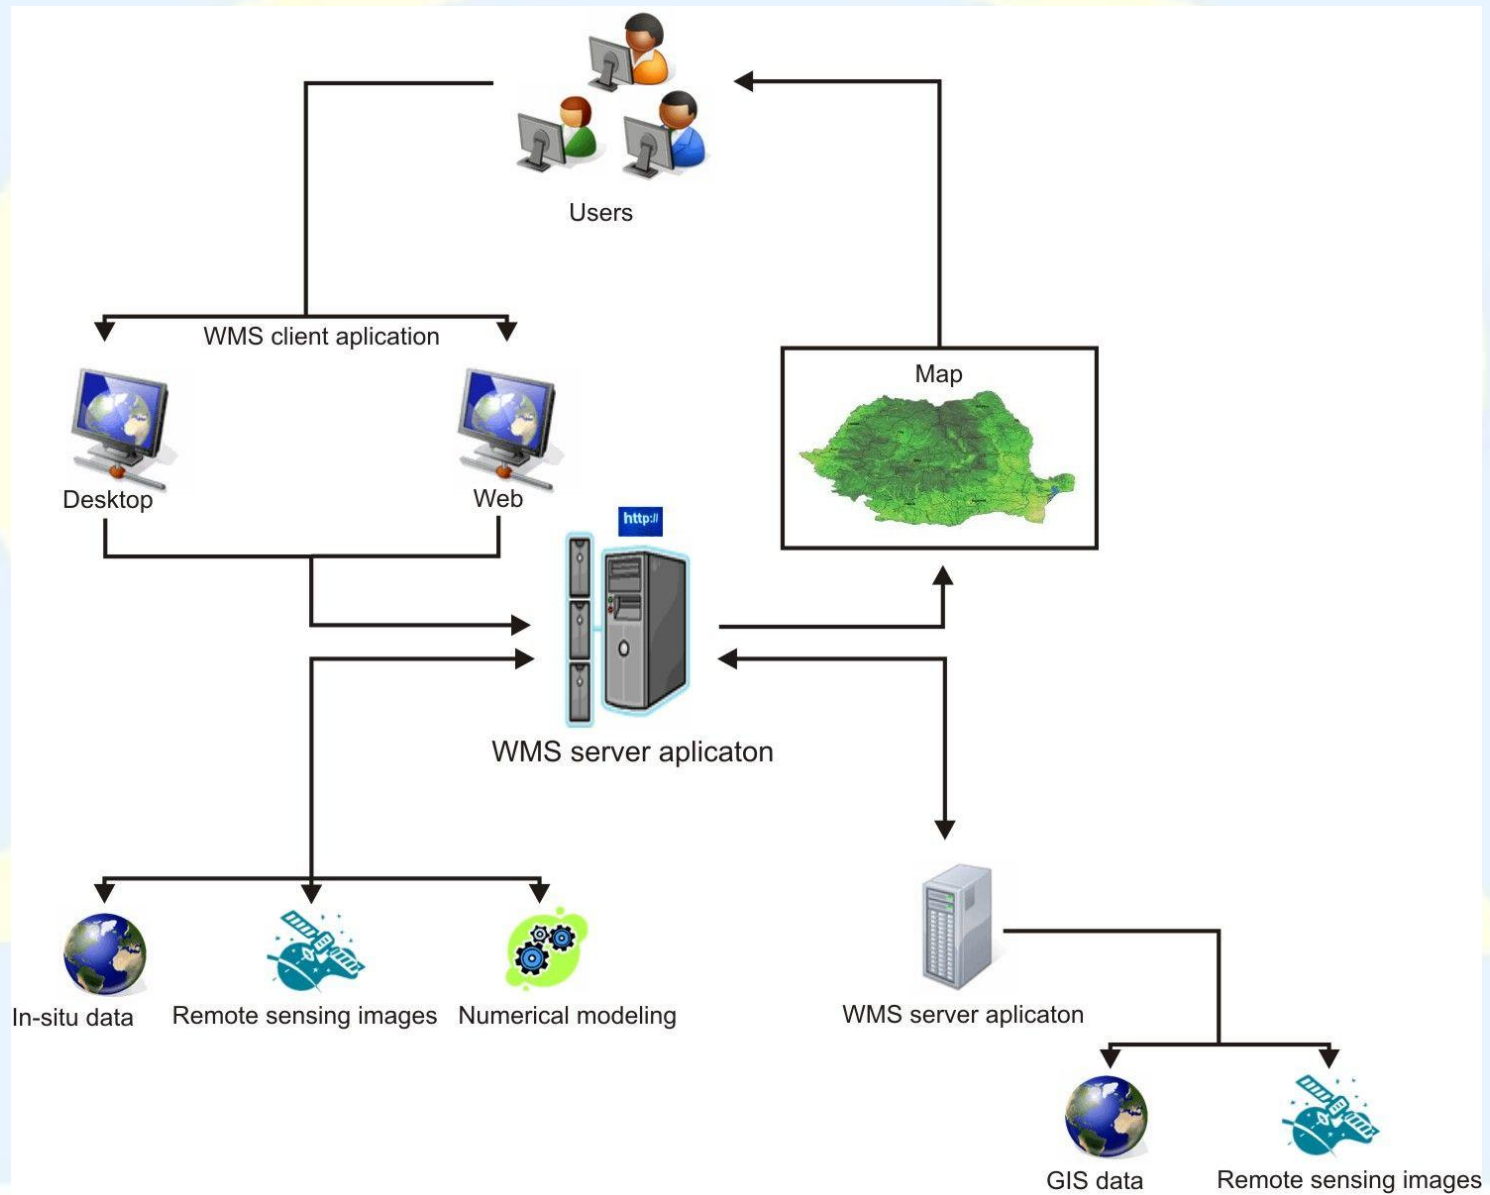 Users
WMS client aplication
Map
Desktop
Web
http://
WMS server aplicaton
In-situ data
Remote sensing images
Numerical modeling
WMS server aplicaton
GIS data
Remote sensing images